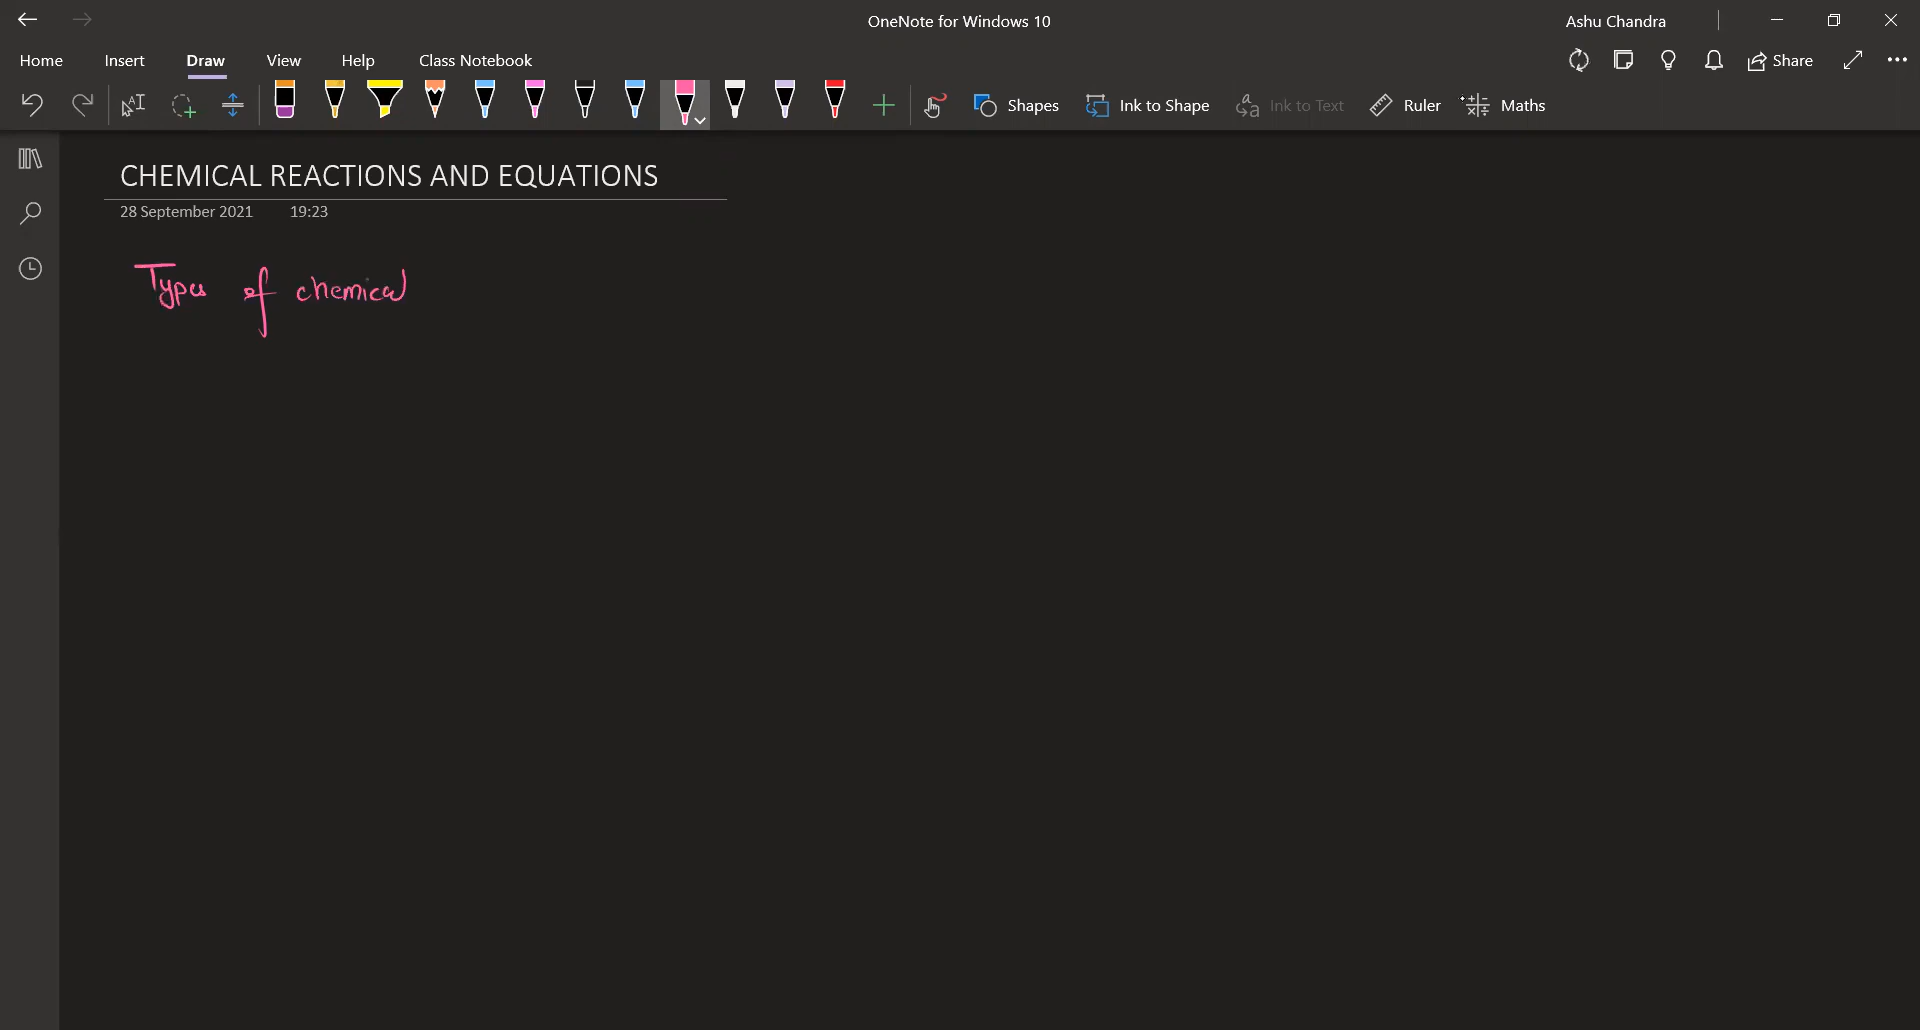 OneNote for Windows 10
Ashu Chandra
Home Insert Draw View Help Class Notebook
Share
Shapes Ink to Shape Ink to Text Ruler Maths
CHEMICAL REACTIONS AND EQUATIONS
28 September 2021 19:23
Types of chemical